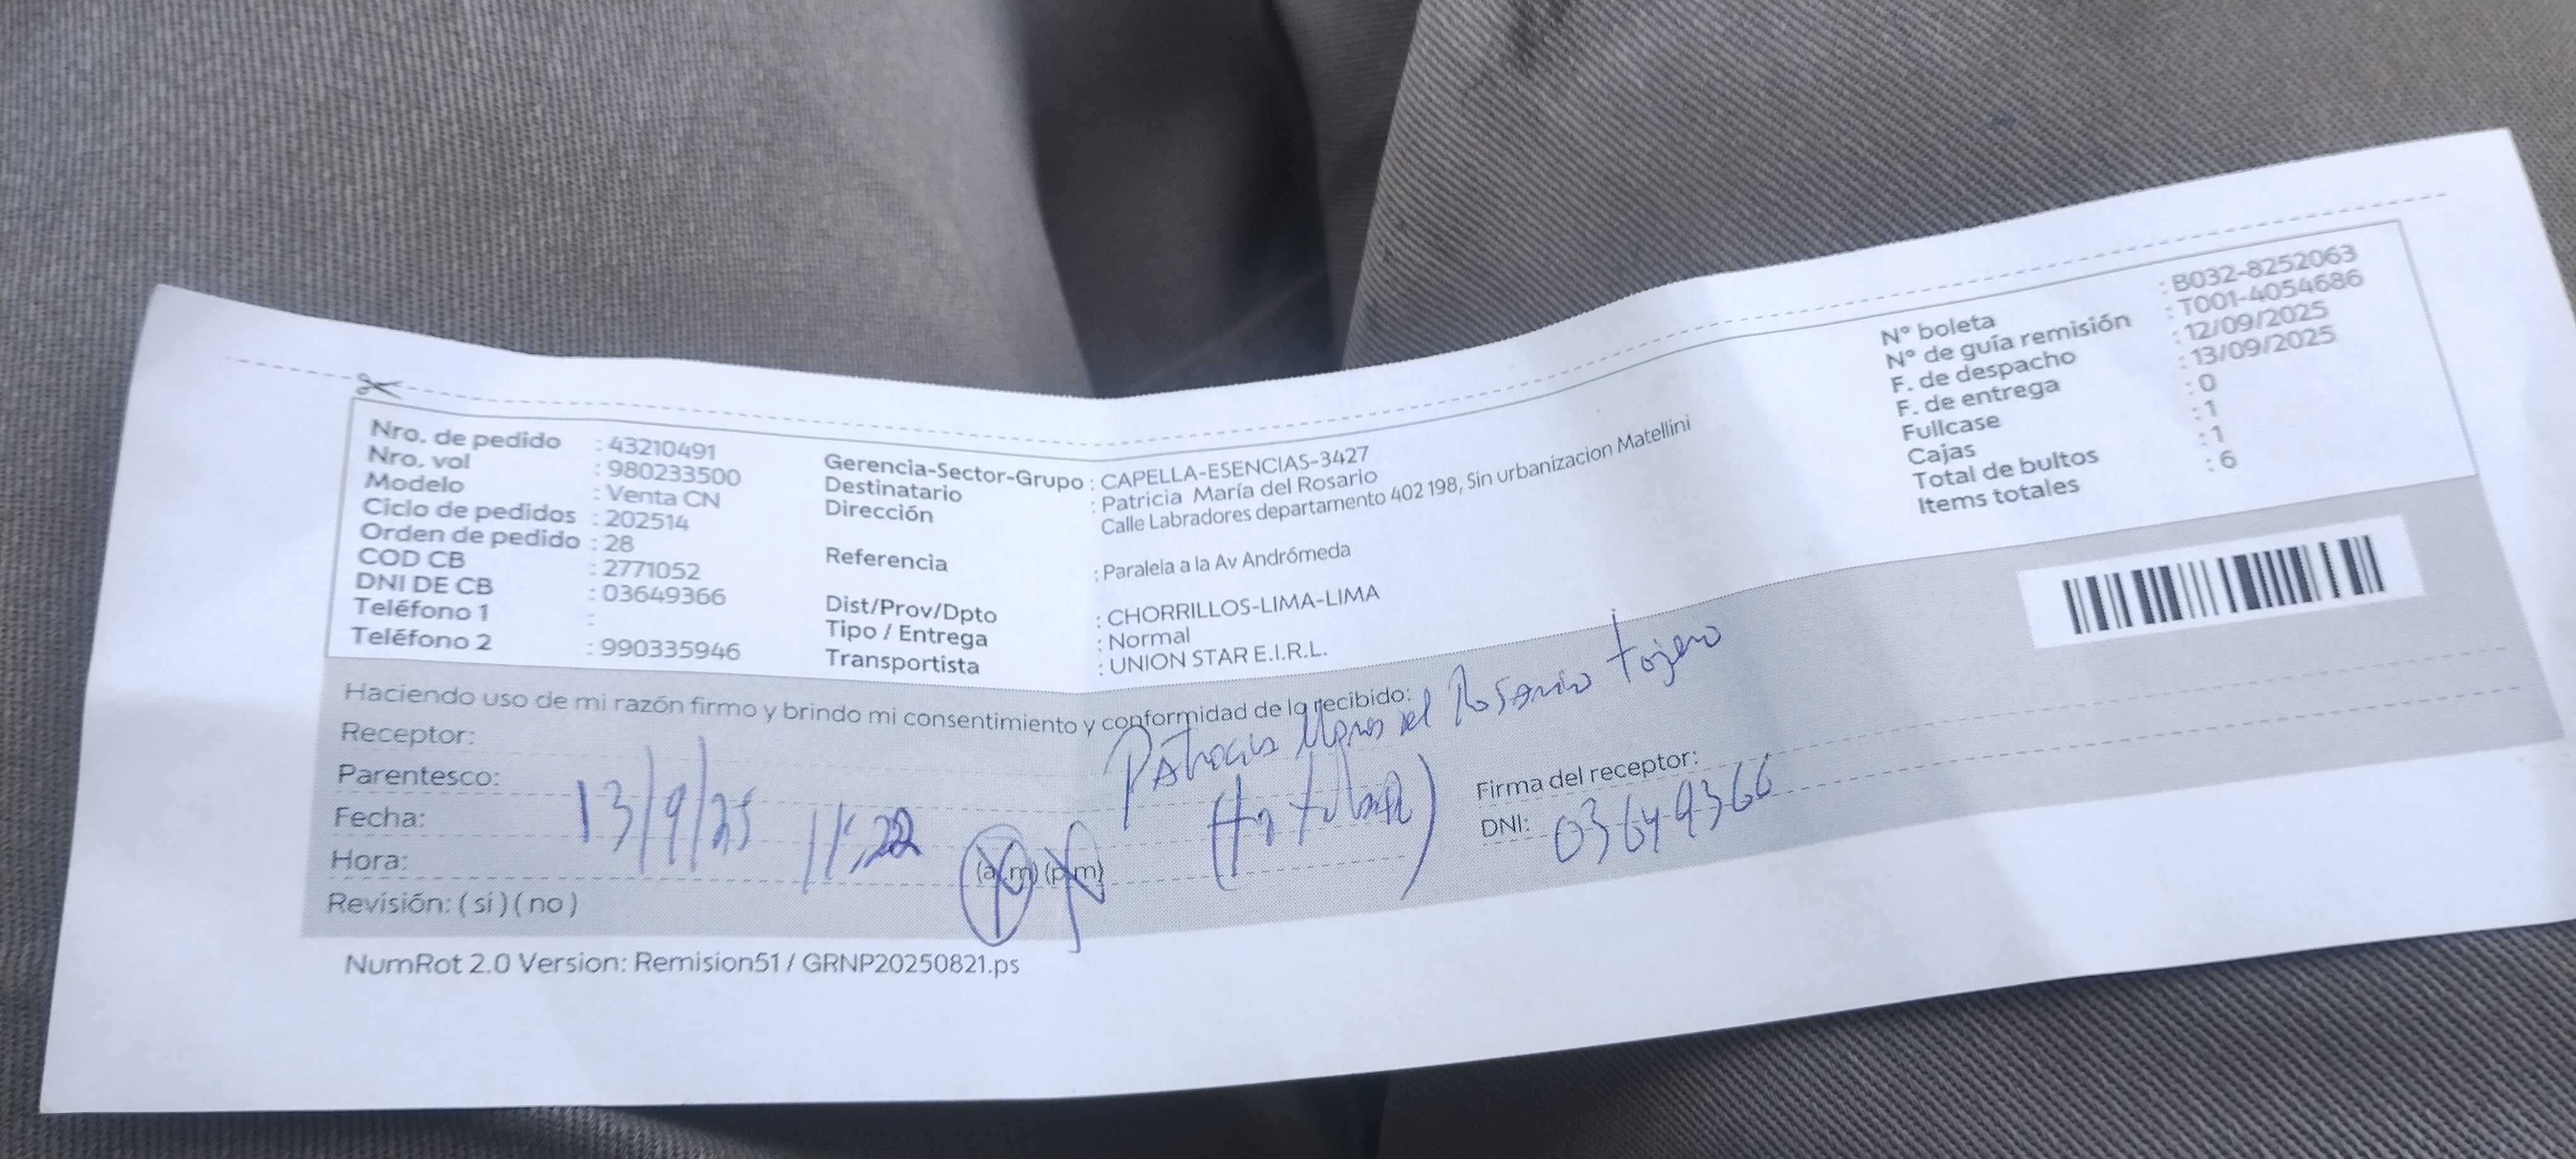 Nro. de pedido : 43210491
Nro. vol : 980233500
Modelo : Venta CN
Ciclo de pedidos : 202514
Orden de pedido : 28
COD CB : 2771052
DNI DE CB : 03649366
Teléfono 1 :
Teléfono 2 : 990335946
Gerencia-Sector-Grupo : CAPELLA-ESENCIAS-3427
Destinatario : Patricia María del Rosario
Dirección Calle Labradores departamento 402 198, Sin urbanizacion Matellini
Referencia : Paralela a la Av Andrómeda
Dist/Prov/Dpto : CHORRILLOS-LIMA-LIMA
Tipo / Entrega : Normal
Transportista : UNION STAR E.I.R.L.
N° boleta : B032-8252063
N° de guía remisión : T001-4054686
F. de despacho : 12/09/2025
F. de entrega : 13/09/2025
Fullcase : 0
Cajas : 1
Total de bultos : 1
Items totales : 6
Haciendo uso de mi razón firmo y brindo mi consentimiento y conformidad de lo recibido:
Receptor: del Rosario
Parentesco:
Fecha: 13/9/25
Hora: 11:22 (a.m) (p.m)
Revisión: ( si ) ( no )
Firma del receptor:
DNI: 03649366
NumRot 2.0 Version: Remision51 / GRNP20250821.ps